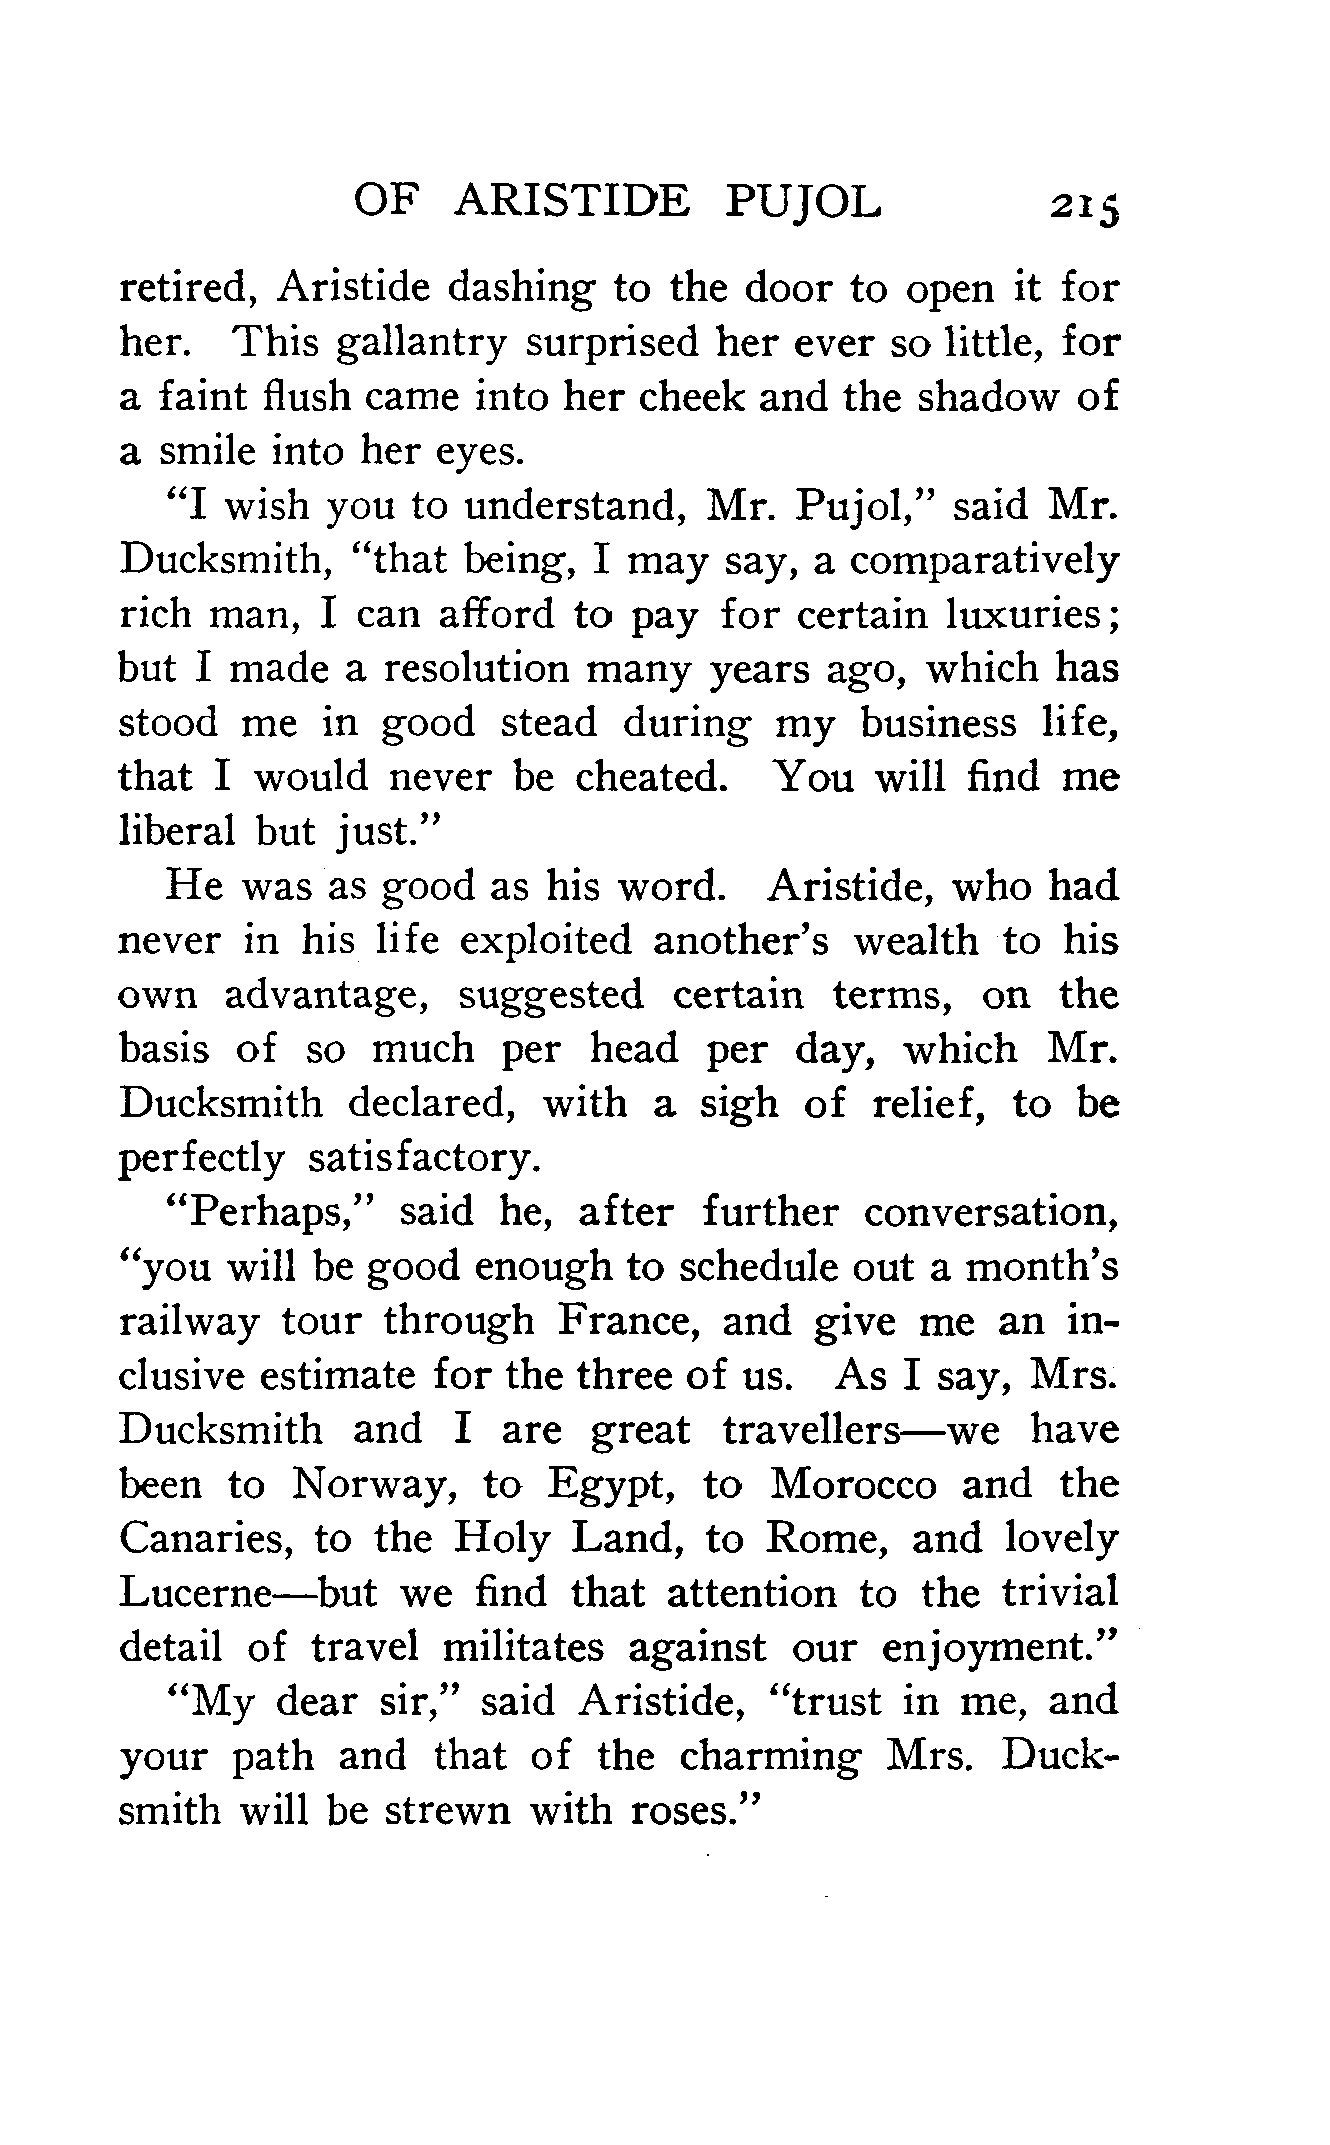 OF ARISTIDE PUJOL 215
retired, Aristide dashing to the door to open it for
her. This gallantry surprised her ever so little, for
a faint flush came into her cheek and the shadow of
a smile into her eyes.
“I wish you to understand, Mr. Pujol,” said Mr.
Ducksmith, “that being, I may say, a comparatively
rich man, I can afford to pay for certain luxuries;
but I made a resolution many years ago, which has
stood me in good stead during my business life,
that I would never be cheated. You will find me
liberal but just.”
He was as good as his word. Aristide, who had
never in his life exploited another’s wealth to his
own advantage, suggested certain terms, on the
basis of so much per head per day, which Mr.
Ducksmith declared, with a sigh of relief, to be
perfectly satisfactory.
“Perhaps,” said he, after further conversation,
“you will be good enough to schedule out a month’s
railway tour through France, and give me an in-
clusive estimate for the three of us. As I say, Mrs.
Ducksmith and I are great travellers—we have
been to Norway, to Egypt, to Morocco and the
Canaries, to the Holy Land, to Rome, and lovely
Lucerne—but we find that attention to the trivial
detail of travel militates against our enjoyment.”
“My dear sir,” said Aristide, “trust in me, and
your path and that of the charming Mrs. Duck-
smith will be strewn with roses.”